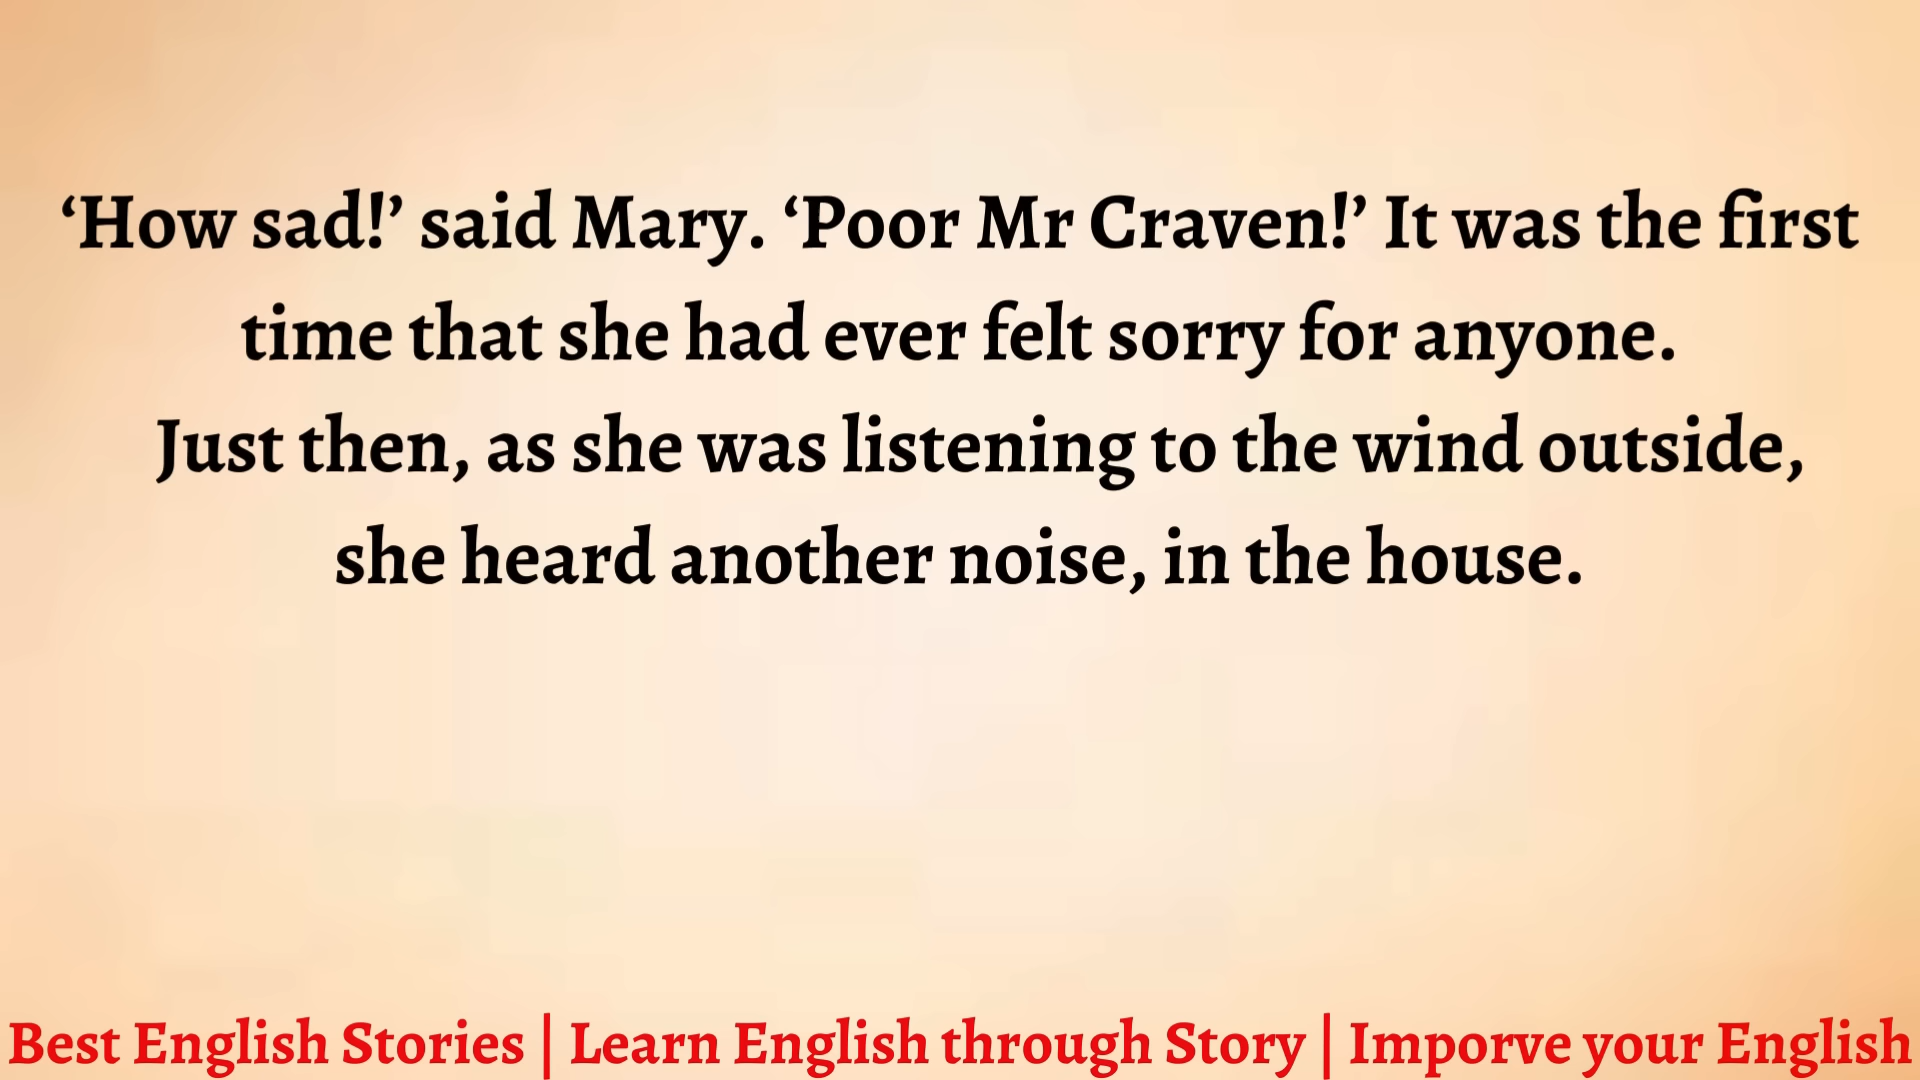 ‘How sad!’ said Mary. ‘Poor Mr Craven!’ It was the first
time that she had ever felt sorry for anyone.
Just then, as she was listening to the wind outside,
she heard another noise, in the house.
Best English Stories | Learn English through Story | Imporve your English